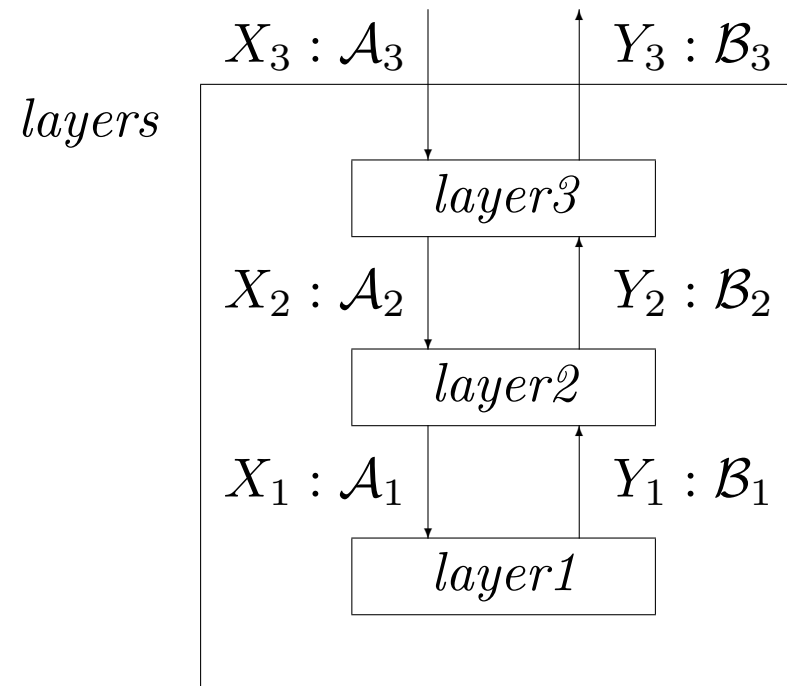 X₃ : 𝒜₃ Y₃ : ℬ₃
layers
layer3
X₂ : 𝒜₂ Y₂ : ℬ₂
layer2
X₁ : 𝒜₁ Y₁ : ℬ₁
layer1